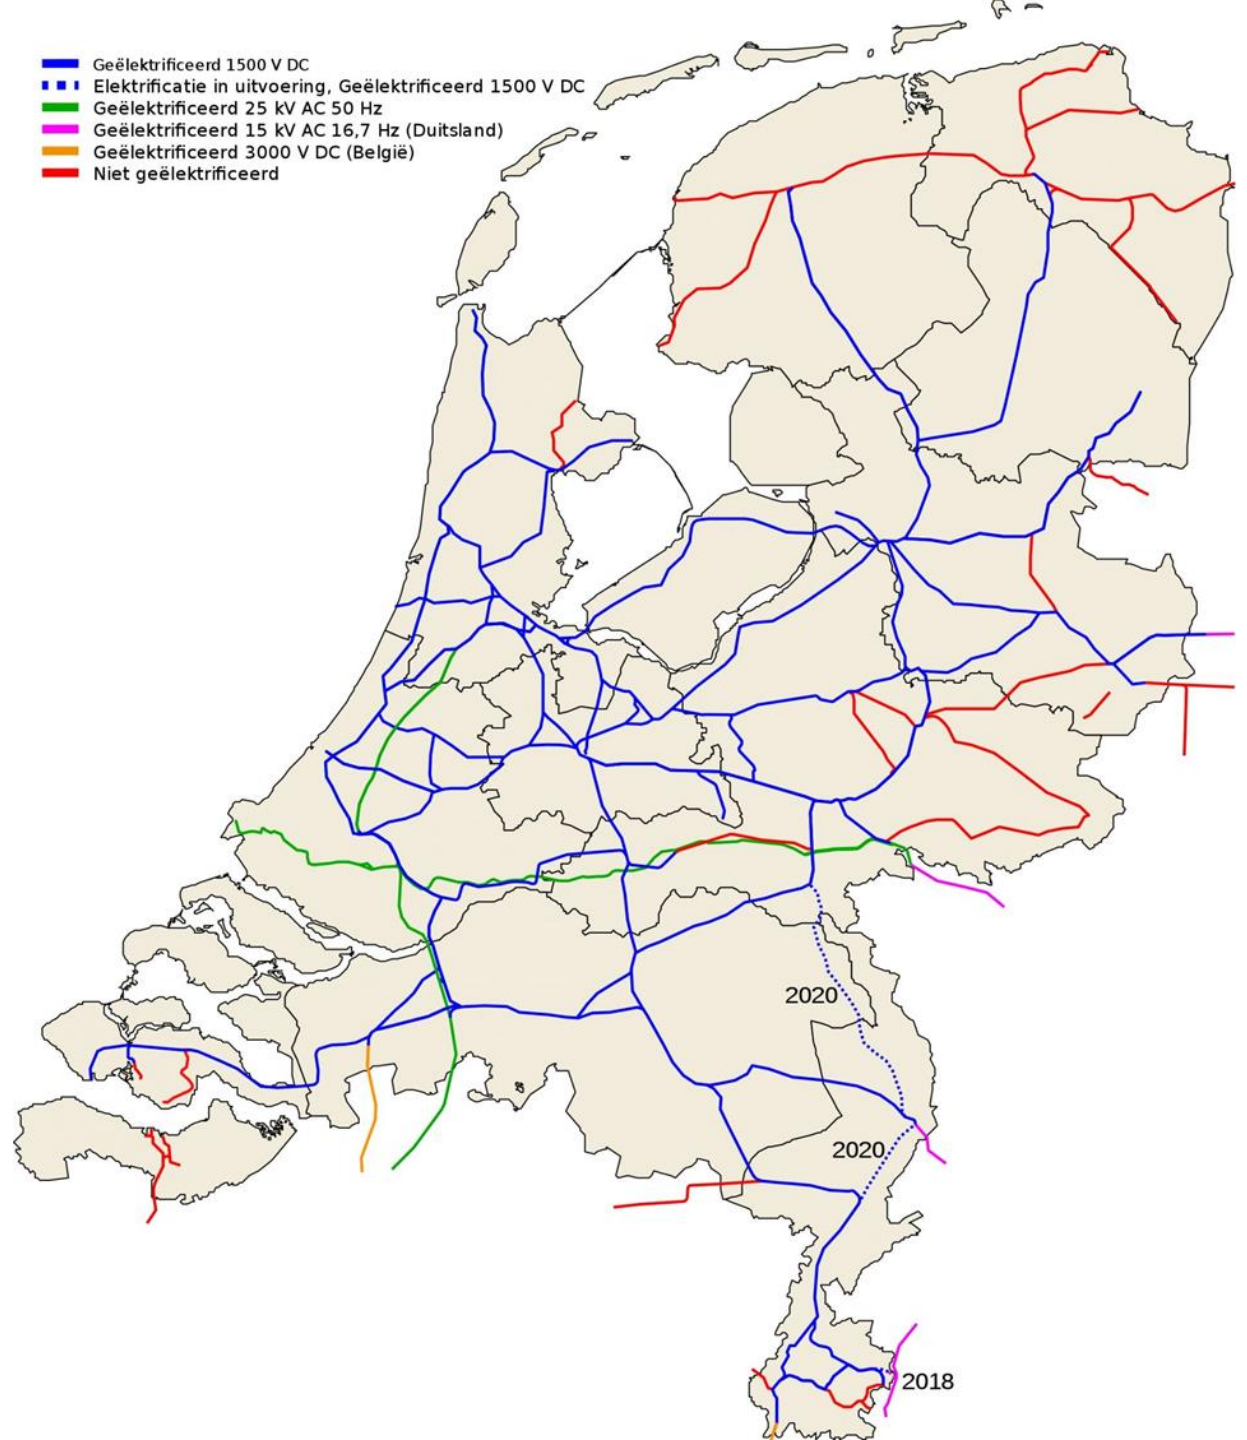 Geëlektrificeerd 1500 V DC
Elektrificatie in uitvoering, Geëlektrificeerd 1500 V DC
Geëlektrificeerd 25 kV AC 50 Hz
Geëlektrificeerd 15 kV AC 16,7 Hz (Duitsland)
Geëlektrificeerd 3000 V DC (België)
Niet geëlektrificeerd
2020
2020
2018